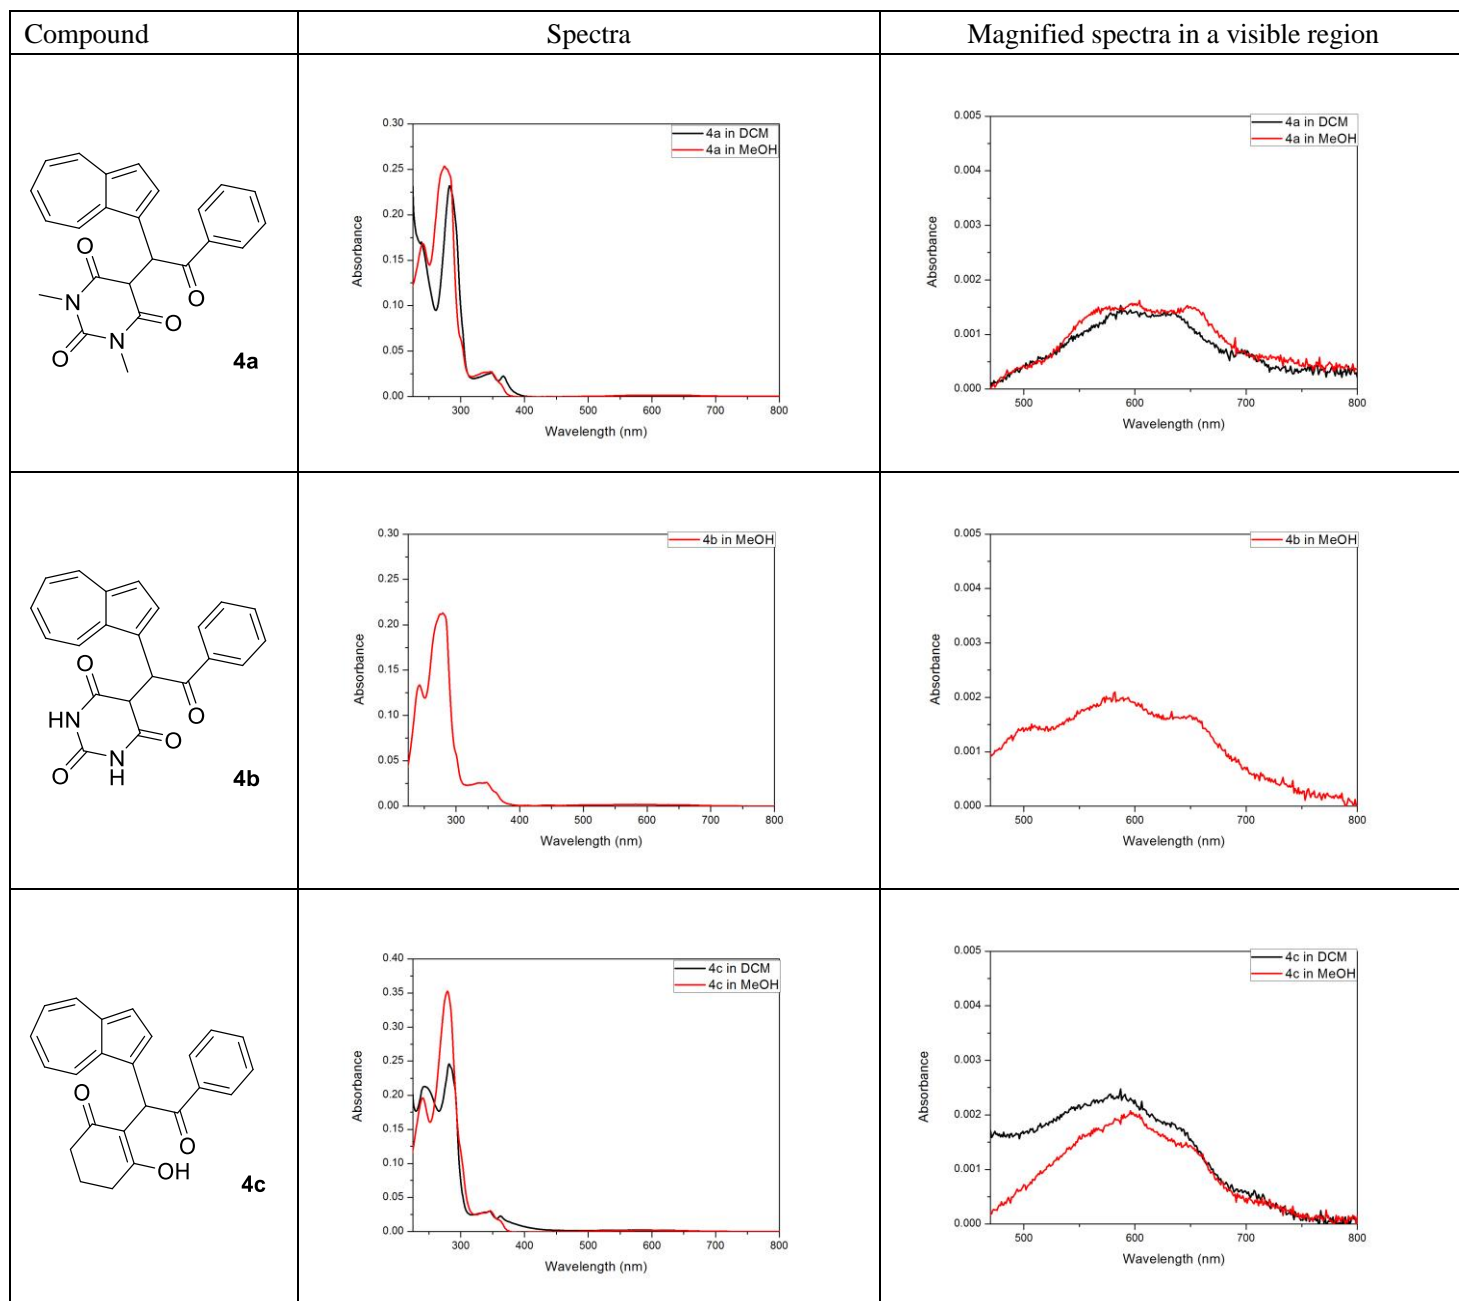 Compound Spectra Magnified spectra in a visible region
O
O
N
O
O
N
4a
0.30
0.25
0.20
0.15
0.10
0.05
0.00
300 400 500 600 700 800
Absorbance
Wavelength (nm)
4a in DCM
4a in MeOH
0.005
0.004
0.003
0.002
0.001
0.000
500 600 700 800
Absorbance
Wavelength (nm)
4a in DCM
4a in MeOH
O
O
HN
O
O
N
H
4b
0.30
0.25
0.20
0.15
0.10
0.05
0.00
300 400 500 600 700 800
Absorbance
Wavelength (nm)
4b in MeOH
0.005
0.004
0.003
0.002
0.001
0.000
500 600 700 800
Absorbance
Wavelength (nm)
4b in MeOH
O
O
OH
4c
0.40
0.35
0.30
0.25
0.20
0.15
0.10
0.05
0.00
300 400 500 600 700 800
Absorbance
Wavelength (nm)
4c in DCM
4c in MeOH
0.005
0.004
0.003
0.002
0.001
0.000
500 600 700 800
Absorbance
Wavelength (nm)
4c in DCM
4c in MeOH